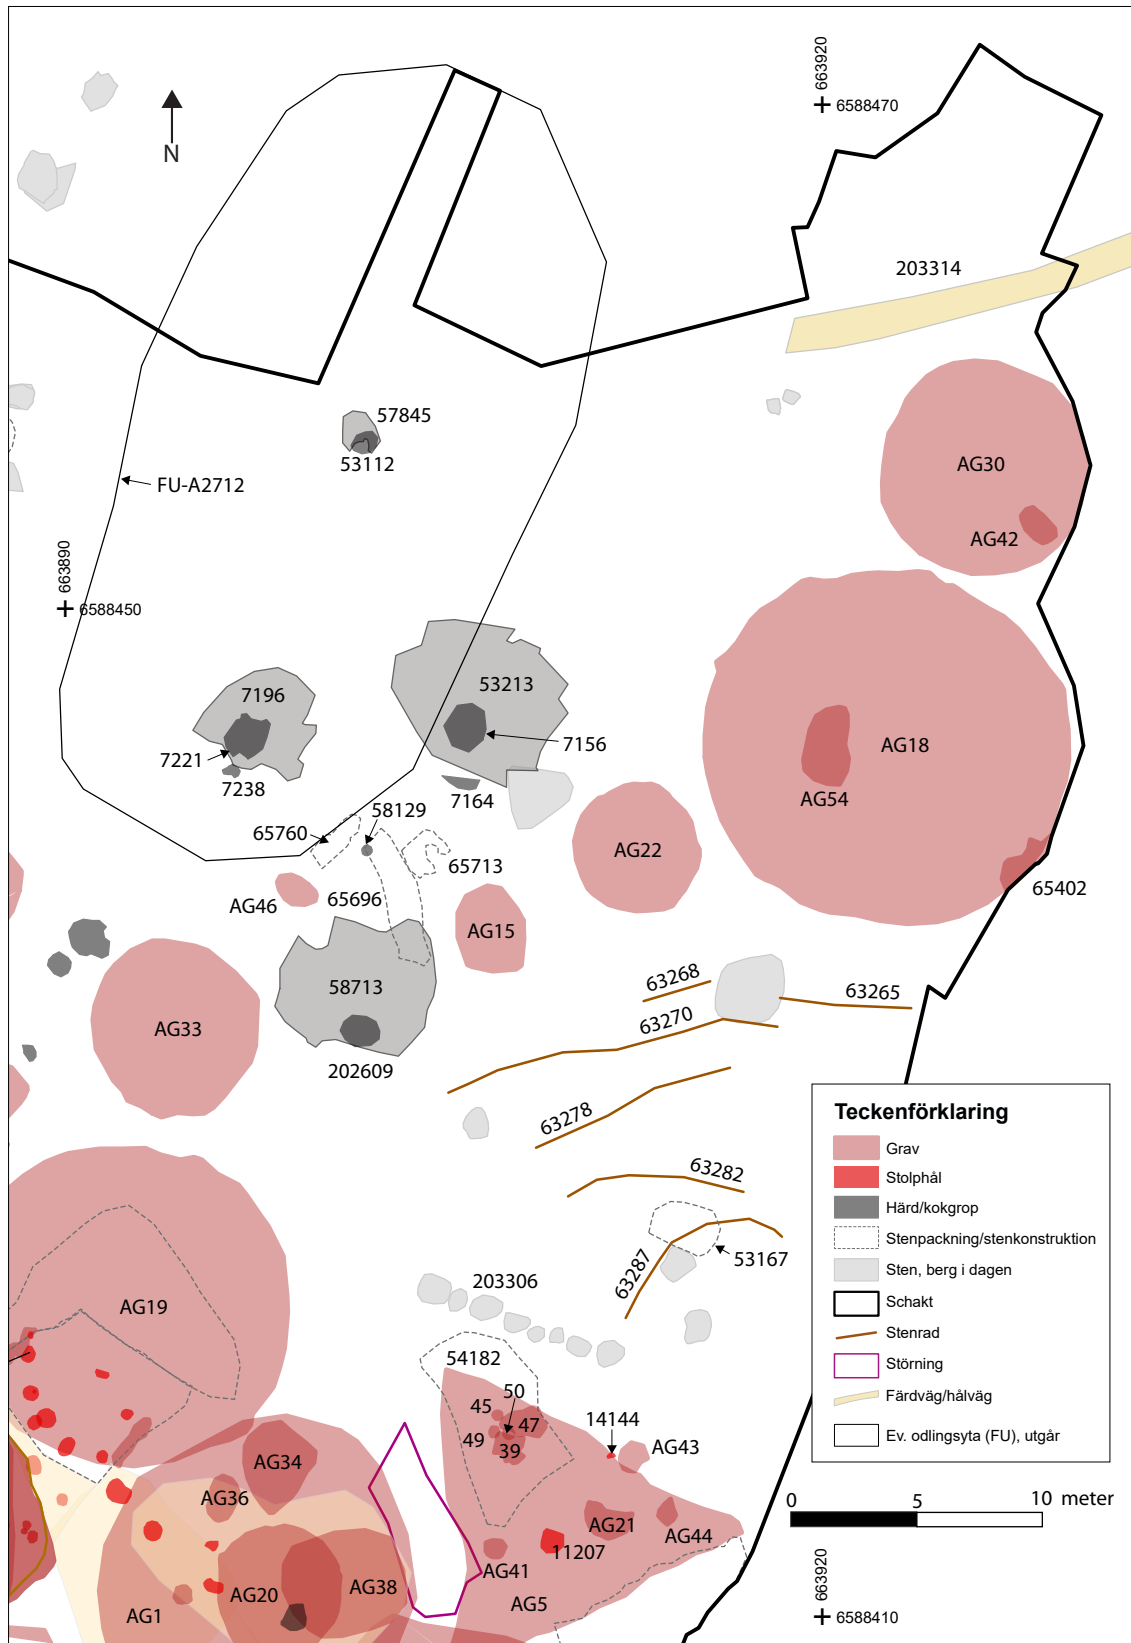 663920
6588470
N
203314
57845
53112
FU-A2712
AG30
AG42
663890
6588450
7196
53213
7221
7156
7238
7164
AG18
AG54
58129
65760
65713
AG22
AG46
65696
65402
AG15
58713
63268
63265
AG33
63270
202609
63278
63282
53167
63287
203306
AG19
54182
50
45
47
14144
49
39
AG43
AG34
AG36
AG21
AG44
11207
AG41
AG20
AG38
AG1
AG5
Teckenförklaring
Grav
Stolphål
Härd/kokgrop
Stenpackning/stenkonstruktion
Sten, berg i dagen
Schakt
Stenrad
Störning
Färdväg/hålväg
Ev. odlingsyta (FU), utgår
0 5 10 meter
663920
6588410